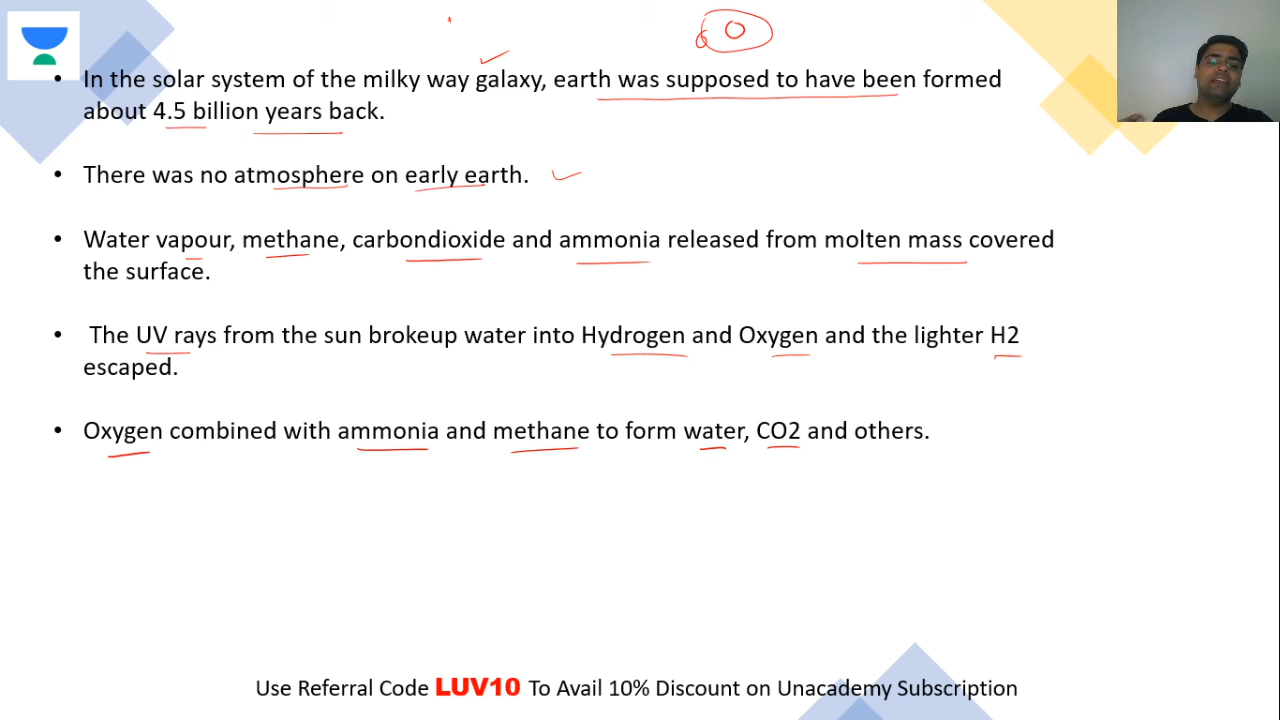 • In the solar system of the milky way galaxy, earth was supposed to have been formed
about 4.5 billion years back.
• There was no atmosphere on early earth.
• Water vapour, methane, carbondioxide and ammonia released from molten mass covered
the surface.
• The UV rays from the sun brokeup water into Hydrogen and Oxygen and the lighter H2
escaped.
• Oxygen combined with ammonia and methane to form water, CO2 and others.
Use Referral Code LUV10 To Avail 10% Discount on Unacademy Subscription